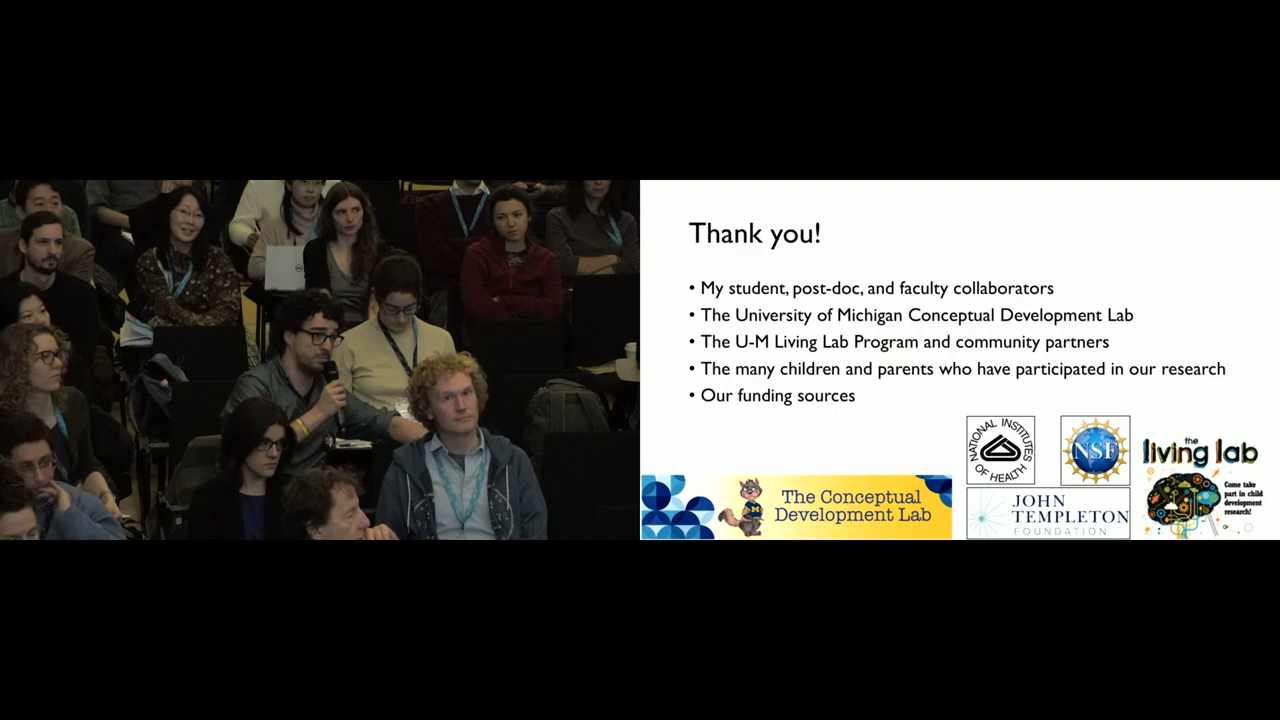 Thank you!
• My student, post-doc, and faculty collaborators
• The University of Michigan Conceptual Development Lab
• The U-M Living Lab Program and community partners
• The many children and parents who have participated in our research
• Our funding sources
NATIONAL INSTITUTES
OF HEALTH
NSF
the
living lab
Come take
part in child
development
research!
M
The Conceptual
Development Lab
JOHN
TEMPLETON
FOUNDATION
DELL